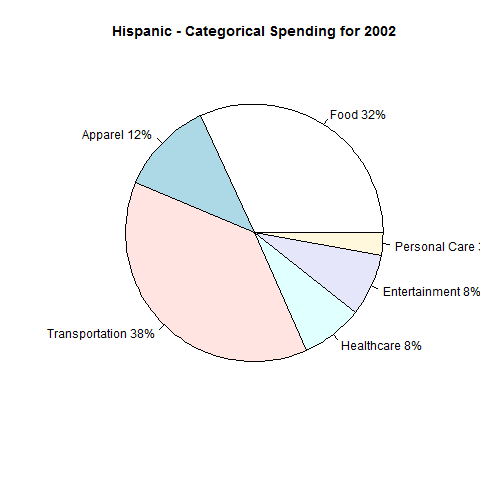 Hispanic - Categorical Spending for 2002
Food 32%
Apparel 12%
Personal Care
Entertainment 8%
Transportation 38%
Healthcare 8%